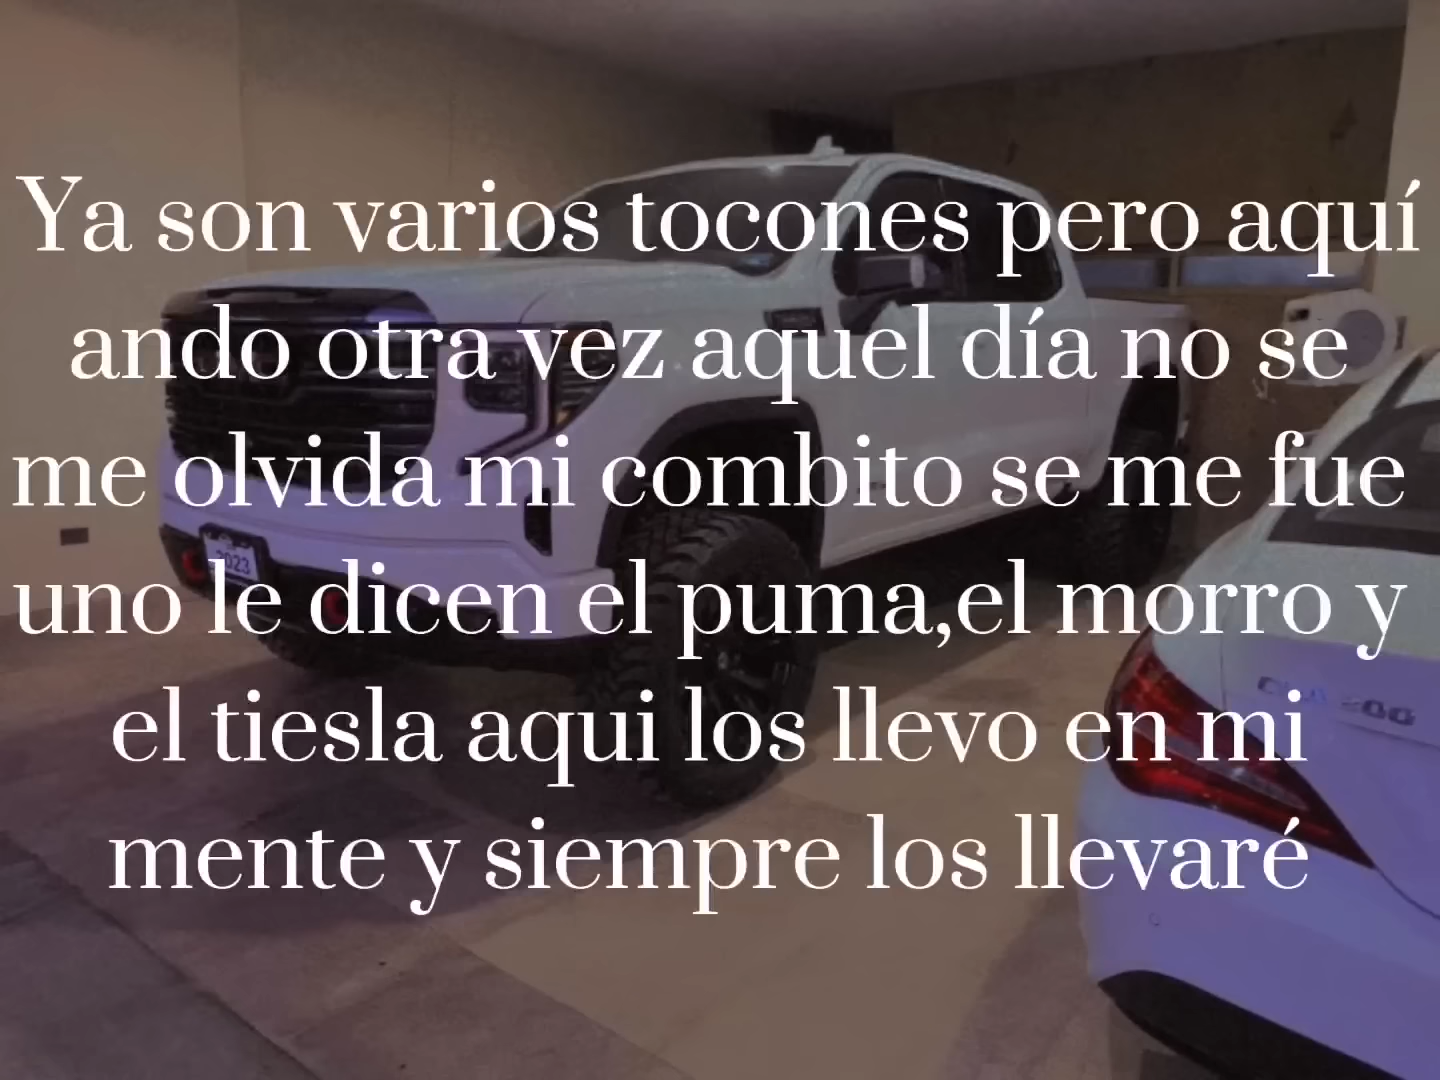 Ya son varios tocones pero aquí
ando otra vez aquel día no se
me olvida mi combito se me fue
uno le dicen el puma,el morro y
el tiesla aqui los llevo en mi
mente y siempre los llevaré
2023